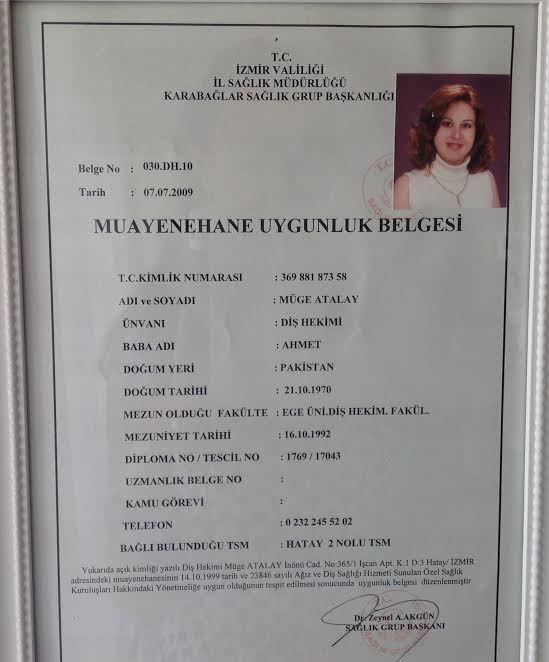 T.C.
İZMİR VALİLİĞİ
İL SAĞLIK MÜDÜRLÜĞÜ
KARABAĞLAR SAĞLIK GRUP BAŞKANLIĞI
Belge No : 030.DH.10
Tarih : 07.07.2009
MUAYENEHANE UYGUNLUK BELGESİ
T.C.KİMLİK NUMARASI : 369 881 873 58
ADI ve SOYADI : MÜGE ATALAY
ÜNVANI : DİŞ HEKİMİ
BABA ADI : AHMET
DOĞUM YERİ : PAKİSTAN
DOĞUM TARİHİ : 21.10.1970
MEZUN OLDUĞU FAKÜLTE : EGE ÜNİ.DİŞ HEKİM. FAKÜL.
MEZUNİYET TARİHİ : 16.10.1992
DİPLOMA NO / TESCİL NO : 1769 / 17043
UZMANLIK BELGE NO :
KAMU GÖREVİ :
TELEFON : 0 232 245 52 02
BAĞLI BULUNDUĞU TSM : HATAY 2 NOLU TSM
Yukarıda açık kimliği yazılı Diş Hekimi Müge ATALAY İnönü Cad. No:365/1 İşcan Apt. K:1 D:3 Hatay/ İZMİR
adresindeki muayenehanesinin 14.10.1999 tarih ve 23846 sayılı Ağız ve Diş Sağlığı Hizmeti Sunulan Özel Sağlık
Kuruluşları Hakkındaki Yönetmeliğe uygun olduğunun tespit edilmesi sonucunda uygunluk belgesi düzenlenmiştir
Dr. Zeynel A.AKGÜN
SAĞLIK GRUP BAŞKANI